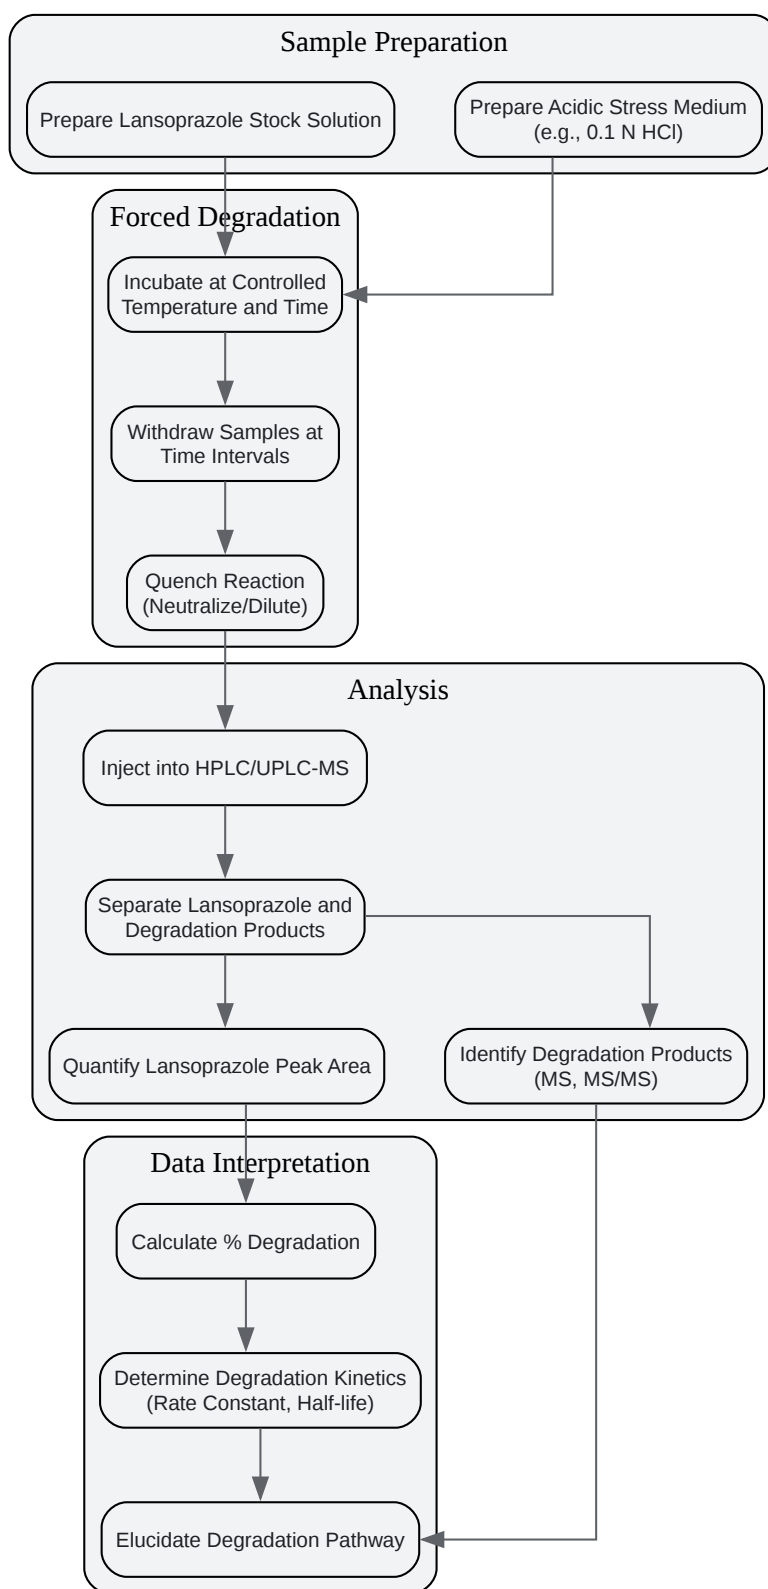 Sample Preparation
Prepare Lansoprazole Stock Solution
Prepare Acidic Stress Medium
(e.g., 0.1 N HCl)
Forced Degradation
Incubate at Controlled
Temperature and Time
Withdraw Samples at
Time Intervals
Quench Reaction
(Neutralize/Dilute)
Analysis
Inject into HPLC/UPLC-MS
Separate Lansoprazole and
Degradation Products
Quantify Lansoprazole Peak Area
Identify Degradation Products
(MS, MS/MS)
Data Interpretation
Calculate % Degradation
Determine Degradation Kinetics
(Rate Constant, Half-life)
Elucidate Degradation Pathway